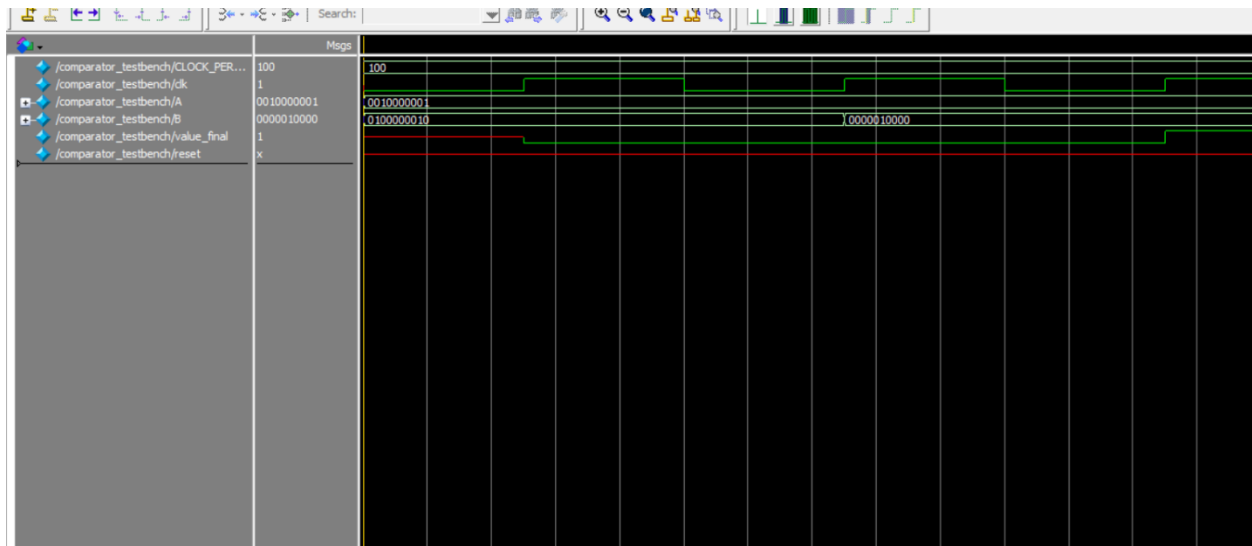 Search:
Msgs
/comparator_testbench/CLOCK_PER... 100 100
/comparator_testbench/clk 1
/comparator_testbench/A 0010000001 0010000001
/comparator_testbench/B 0000010000 0100000010 0000010000
/comparator_testbench/value_final 1
/comparator_testbench/reset x